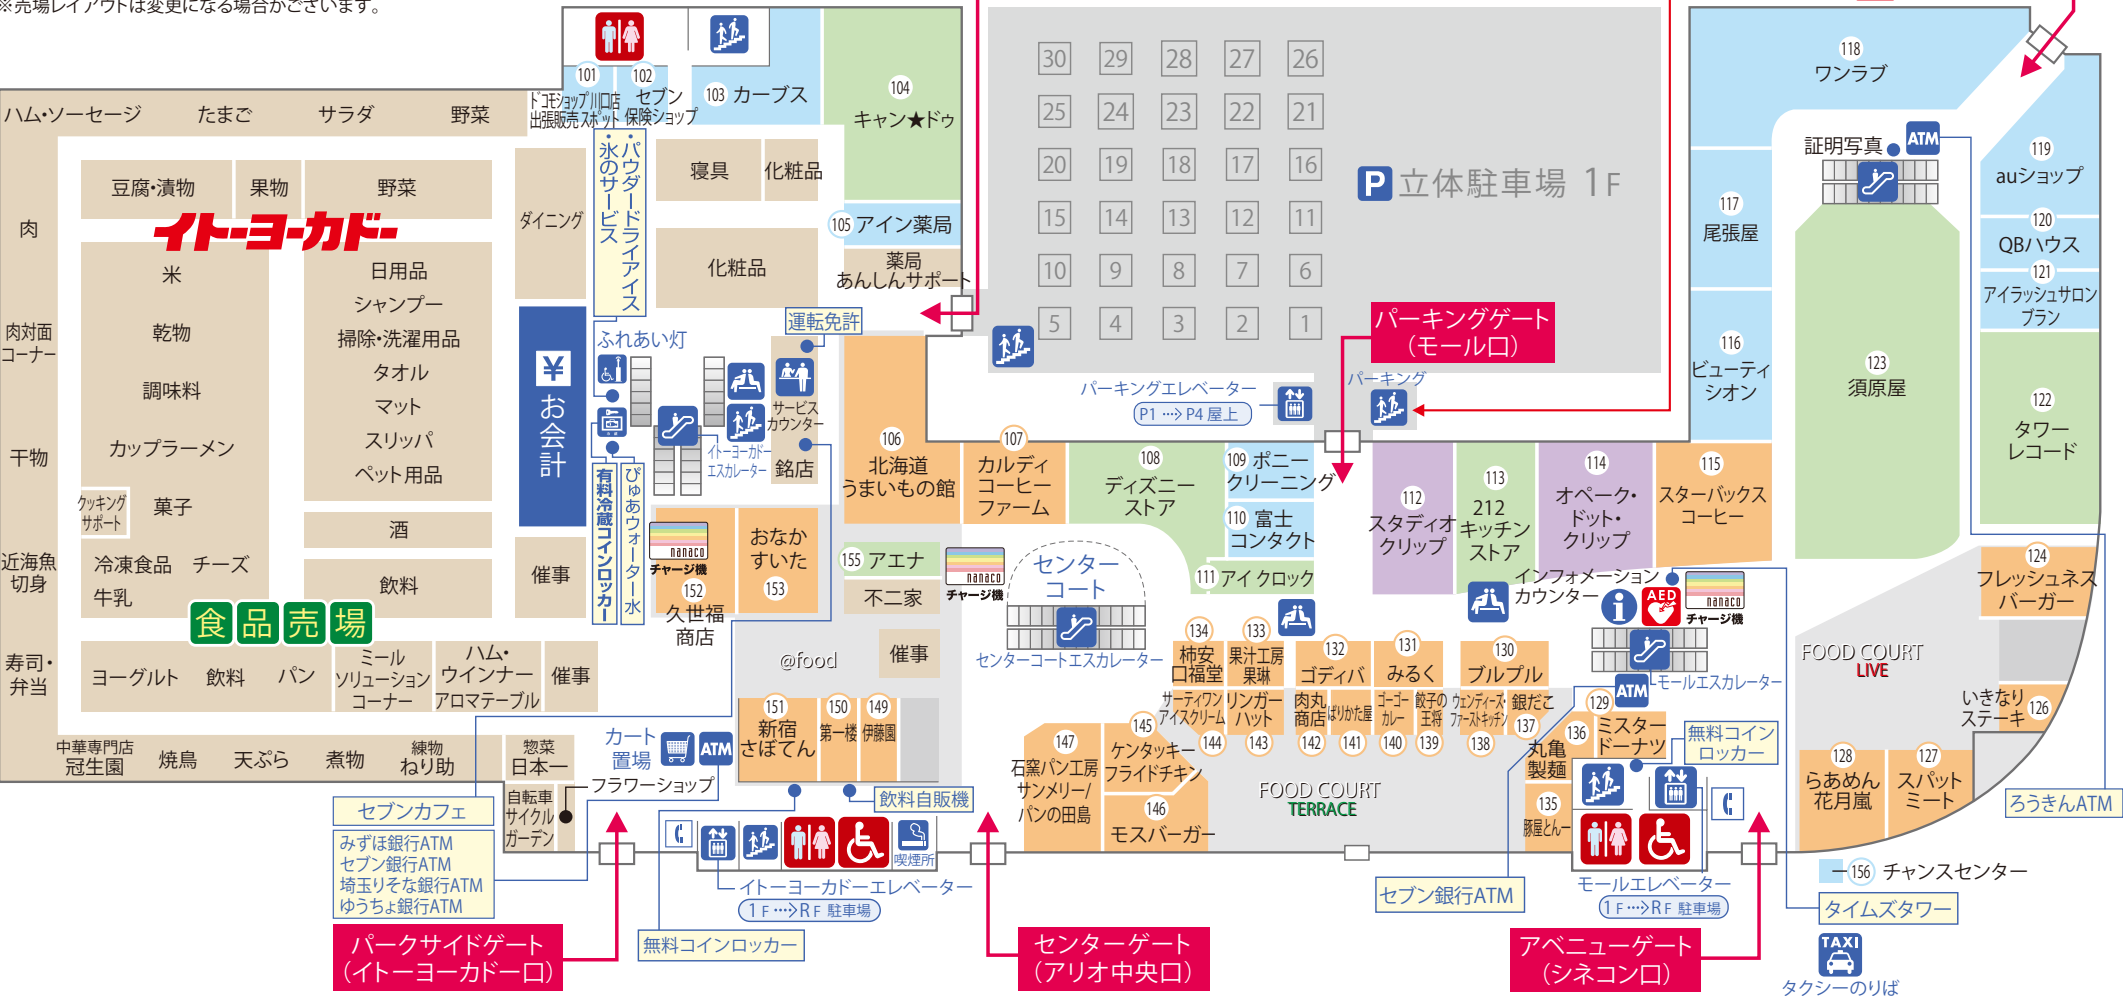 ※売場レイアウトは変更になる場合がございます。
ハム・ソーセージ
たまご
サラダ
野菜
101
ドコモショップ川口店
出張販売スポット
102
セブン
保険ショップ
103 カーブス
104
キャン★ドゥ
・パウダードライアイス
・氷のサービス
肉
豆腐・漬物
果物
野菜
イトーヨーカドー
ダイニング
寝具
化粧品
105 アイン薬局
薬局
あんしんサポート
化粧品
米
日用品
シャンプー
掃除・洗濯用品
タオル
マット
スリッパ
ペット用品
乾物
調味料
カップラーメン
クッキング
サポート
菓子
冷凍食品 チーズ
牛乳
酒
飲料
肉対面
コーナー
干物
近海魚
切身
寿司・
弁当
¥
お会計
催事
食品売場
ヨーグルト
飲料
パン
ミール
ソリューション
コーナー
ハム・
ウインナー
アロマテーブル
催事
中華専門店
冠生園
焼鳥
天ぷら
煮物
練物
ねり助
惣菜
日本一
自転車
サイクル
ガーデン
フラワーショップ
カート
置場
ATM
ふれあい灯
運転免許
サービス
カウンター
銘店
イトーヨーカドー
エスカレーター
有料冷蔵コインロッカー
ぴゅあウォーター水
nanaco
チャージ機
152
久世福
商店
おなか
すいた
153
106
北海道
うまいもの館
107
カルディ
コーヒー
ファーム
108
ディズニー
ストア
109 ポニー
クリーニング
110 富士
コンタクト
111 アイ クロック
155 アエナ
nanaco
チャージ機
不二家
催事
@food
センター
コート
センターコートエスカレーター
151
新宿
さぼてん
150
第一樓
149
伊藤園
飲料自販機
喫煙所
セブンカフェ
みずほ銀行ATM
セブン銀行ATM
埼玉りそな銀行ATM
ゆうちょ銀行ATM
パークサイドゲート
（イトーヨーカドー口）
無料コインロッカー
イトーヨーカドーエレベーター
1F⋯>RF 駐車場
センターゲート
（アリオ中央口）
30 29 28 27 26
25 24 23 22 21
20 19 18 17 16
15 14 13 12 11
10 9 8 7 6
5 4 3 2 1
P 立体駐車場 1F
パーキングゲート
（モール口）
パーキングエレベーター
P1⋯>P4 屋上
パーキング
112
スタディオ
クリップ
113
212
キッチン
ストア
114
オペーク・
ドット・
クリップ
115
スターバックス
コーヒー
116
ビューティ
シオン
117
尾張屋
118
ワンラブ
証明写真
ATM
119
auショップ
120
QBハウス
121
アイラッシュサロン
ブラン
122
タワー
レコード
123
須原屋
124
フレッシュネス
バーガー
インフォメーション
カウンター
i
AED
nanaco
チャージ機
モールエスカレーター
ATM
134
柿安
口福堂
133
果汁工房
果琳
132
ゴディバ
131
みるく
130
ブルプル
サーティワン
アイスクリーム
144
リンガー
ハット
143
肉丸
商店
142
ばりかた屋
141
ゴーゴー
カレー
140
餃子の
王将
139
ウェンディーズ・
ファーストキッチン
138
銀だこ
137
129
ミスター
ドーナツ
136
丸亀
製麺
135
豚屋とん一
147
石窯パン工房
サンメリー/
パンの田島
145
ケンタッキー
フライドチキン
146
モスバーガー
FOOD COURT
TERRACE
FOOD COURT
LIVE
いきなり
ステーキ
126
128
らあめん
花月嵐
127
スパット
ミート
無料コイン
ロッカー
ろうきんATM
156 チャンスセンター
タイムズタワー
セブン銀行ATM
モールエレベーター
1F⋯>RF 駐車場
アベニューゲート
（シネコン口）
TAXI
タクシーのりば